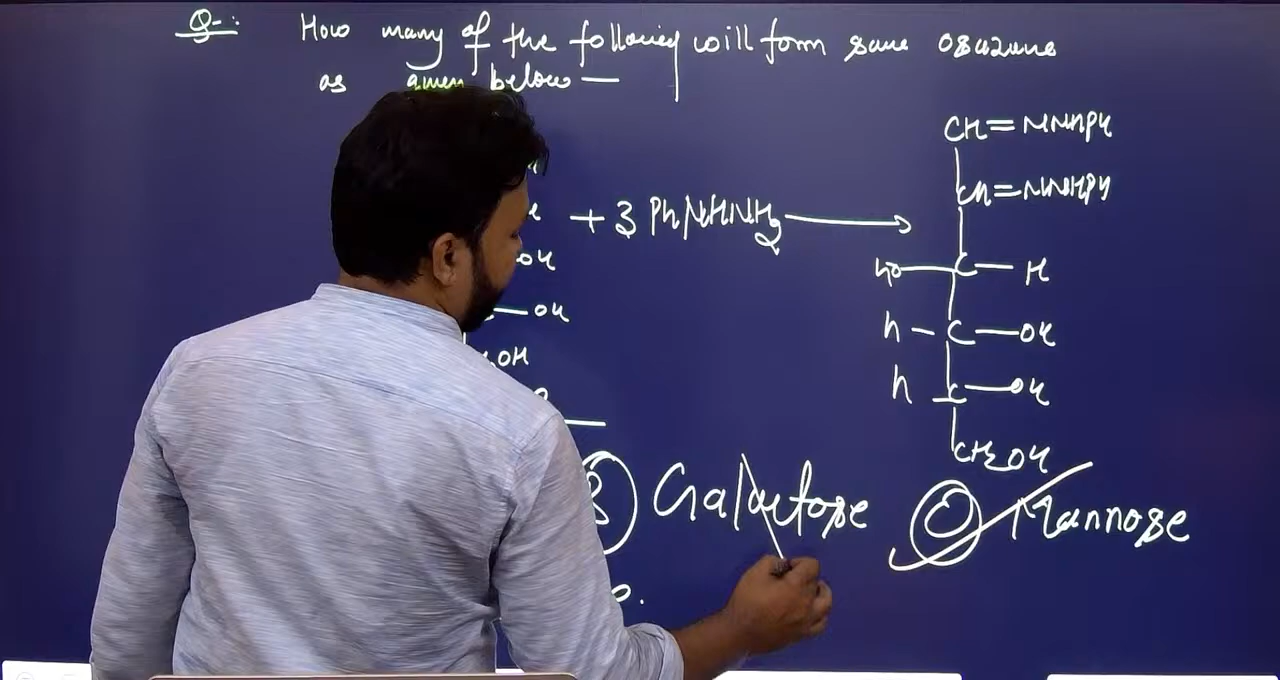 Q-:
How many of the following will form same osazone
as given below —
CH=NNHPH
CH=NNHPH
+ 3 PhNHNH2
OH
HO C - H
H - C - OH
C - OH
OH
H C - OH
CH2OH
B Galactose C Mannose